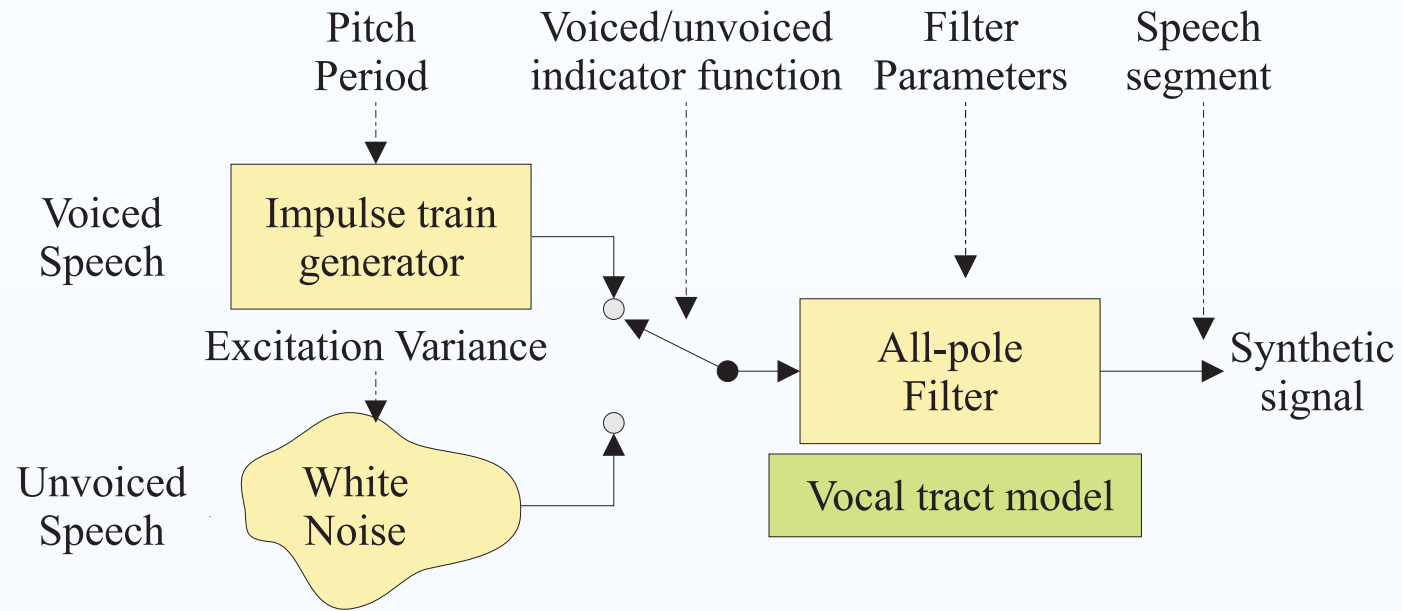 Pitch
Period
Voiced/unvoiced
indicator function
Filter
Parameters
Speech
segment
Voiced
Speech
Impulse train
generator
Excitation Variance
All-pole
Filter
Synthetic
signal
Unvoiced
Speech
White
Noise
Vocal tract model